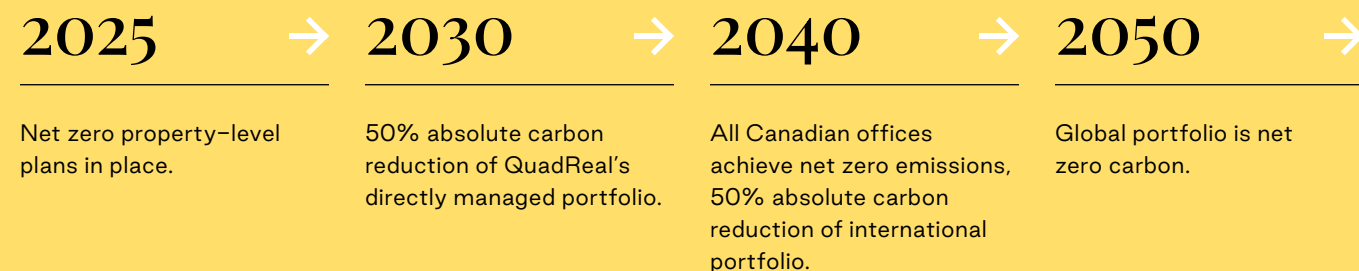 2025
Net zero property-level
plans in place.
2030
50% absolute carbon
reduction of QuadReal's
directly managed portfolio.
2040
All Canadian offices
achieve net zero emissions,
50% absolute carbon
reduction of international
portfolio.
2050
Global portfolio is net
zero carbon.